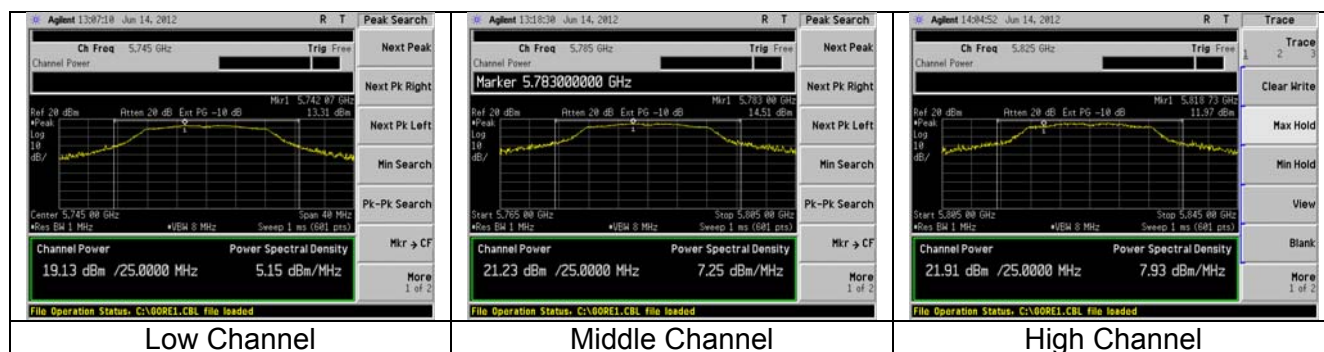 Agilent 13:07:10 Jun 14, 2012 R T Peak Search
Ch Freq 5.745 GHz Trig Free
Channel Power
Next Peak
Next Pk Right
Mkr1 5.742 07 GHz
Ref 20 dBm Atten 20 dB Ext PG -10 dB 13.31 dBm
Next Pk Left
#Peak
Log
10
dB/
1
Min Search
Pk-Pk Search
Center 5.745 00 GHz Span 40 MHz
#Res BW 1 MHz #VBW 8 MHz Sweep 1 ms (601 pts)
Mkr → CF
Channel Power Power Spectral Density
19.13 dBm /25.0000 MHz 5.15 dBm/MHz
More
1 of 2
File Operation Status, C:\GORE1.CBL file loaded
Low Channel
Agilent 13:18:30 Jun 14, 2012 R T Peak Search
Ch Freq 5.785 GHz Trig Free
Channel Power
Next Peak
Marker 5.783000000 GHz
Next Pk Right
Mkr1 5.783 00 GHz
Ref 20 dBm Atten 20 dB Ext PG -10 dB 14.51 dBm
Next Pk Left
#Peak
Log
10
dB/
1
Min Search
Pk-Pk Search
Start 5.765 00 GHz Stop 5.805 00 GHz
#Res BW 1 MHz #VBW 8 MHz Sweep 1 ms (601 pts)
Mkr → CF
Channel Power Power Spectral Density
21.23 dBm /25.0000 MHz 7.25 dBm/MHz
More
1 of 2
File Operation Status, C:\GORE1.CBL file loaded
Middle Channel
Agilent 14:04:52 Jun 14, 2012 R T Trace
Ch Freq 5.825 GHz Trig Free
Channel Power
Trace
1 2 3
Clear Write
Mkr1 5.818 73 GHz
Ref 20 dBm Atten 20 dB Ext PG -10 dB 11.97 dBm
Max Hold
#Peak
Log
10
dB/
1
Min Hold
View
Start 5.805 00 GHz Stop 5.845 00 GHz
#Res BW 1 MHz #VBW 8 MHz Sweep 1 ms (601 pts)
Blank
Channel Power Power Spectral Density
21.91 dBm /25.0000 MHz 7.93 dBm/MHz
More
1 of 2
File Operation Status, C:\GORE1.CBL file loaded
High Channel